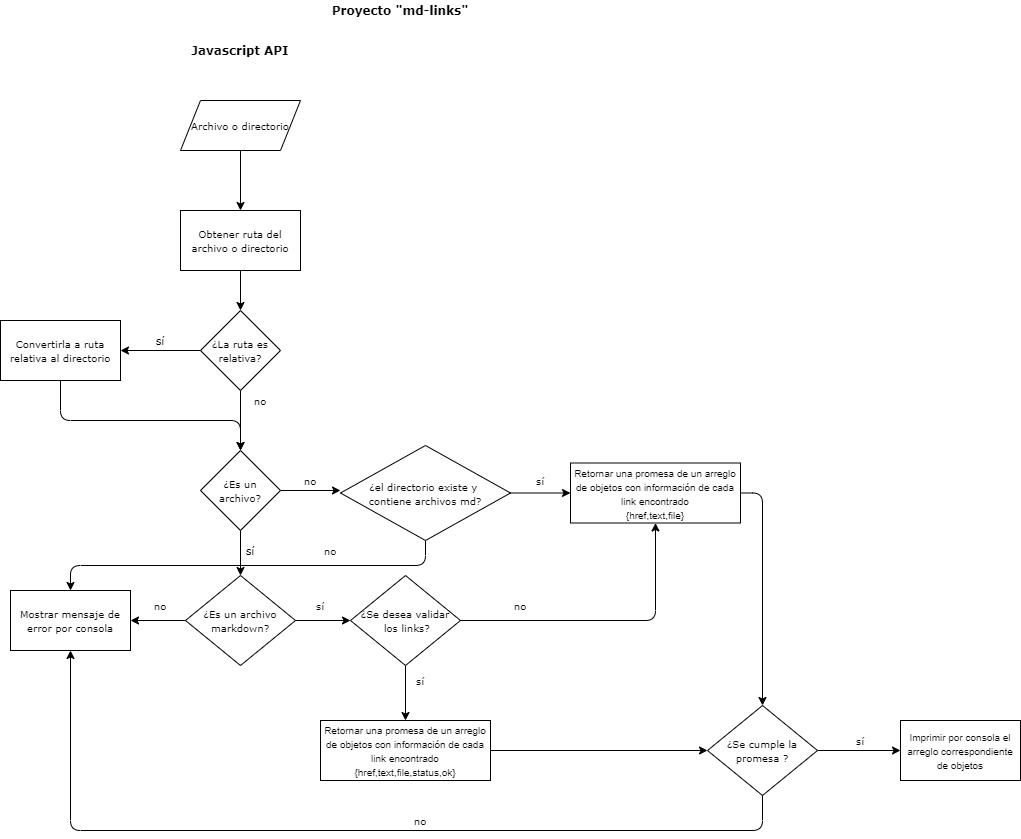 Proyecto "md-links"
Javascript API
Archivo o directorio
Obtener ruta del
archivo o directorio
¿La ruta es
relativa?
sí
Convertirla a ruta
relativa al directorio
no
¿Es un
archivo?
no
¿el directorio existe y
contiene archivos md?
sí
Retornar una promesa de un arreglo
de objetos con información de cada
link encontrado
{href,text,file}
sí
no
Mostrar mensaje de
error por consola
no
¿Es un archivo
markdown?
sí
¿Se desea validar
los links?
no
sí
Retornar una promesa de un arreglo
de objetos con información de cada
link encontrado
{href,text,file,status,ok}
¿Se cumple la
promesa ?
sí
Imprimir por consola el
arreglo correspondiente
de objetos
no